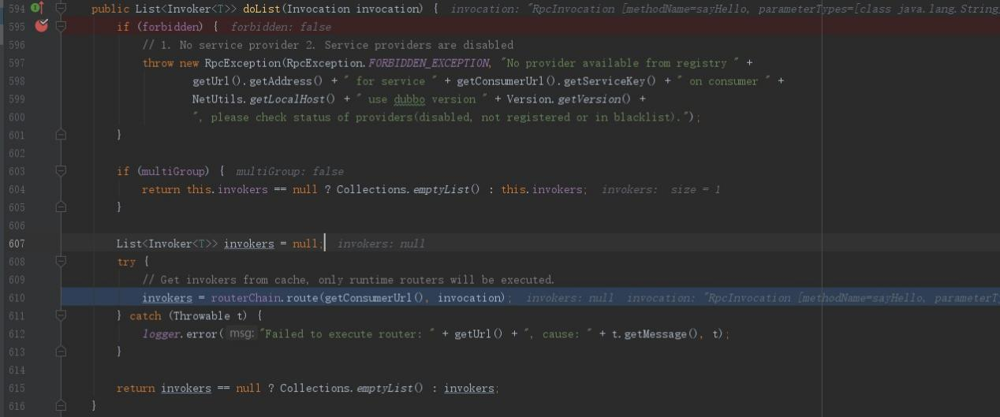 594 public List<Invoker<T>> doList(Invocation invocation) { invocation: "RpcInvocation [methodName=sayHello, parameterTypes=[class java.lang.String
595 if (forbidden) { forbidden: false
596 // 1. No service provider 2. Service providers are disabled
597 throw new RpcException(RpcException.FORBIDDEN_EXCEPTION, "No provider available from registry " +
598 getUrl().getAddress() + " for service " + getConsumerUrl().getServiceKey() + " on consumer " +
599 NetUtils.getLocalHost() + " use dubbo version " + Version.getVersion() +
600 ", please check status of providers(disabled, not registered or in blacklist).");
601 }
602
603 if (multiGroup) { multiGroup: false
604 return this.invokers == null ? Collections.emptyList() : this.invokers; invokers: size = 1
605 }
606
607 List<Invoker<T>> invokers = null; invokers: null
608 try {
609 // Get invokers from cache, only runtime routers will be executed.
610 invokers = routerChain.route(getConsumerUrl(), invocation); invokers: null invocation: "RpcInvocation [methodName=sayHello, parameterT
611 } catch (Throwable t) {
612 logger.error( msg: "Failed to execute router: " + getUrl() + ", cause: " + t.getMessage(), t);
613 }
614
615 return invokers == null ? Collections.emptyList() : invokers;
616 }